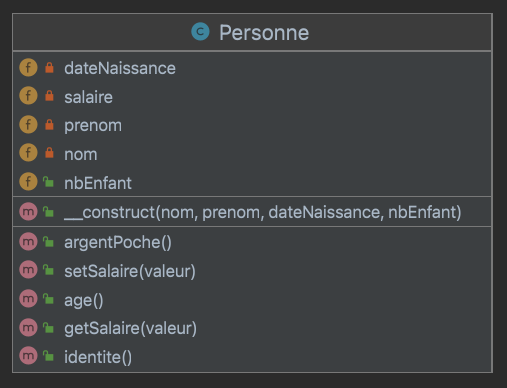 C Personne
f dateNaissance
f salaire
f prenom
f nom
f nbEnfant
m __construct(nom, prenom, dateNaissance, nbEnfant)
m argentPoche()
m setSalaire(valeur)
m age()
m getSalaire(valeur)
m identite()